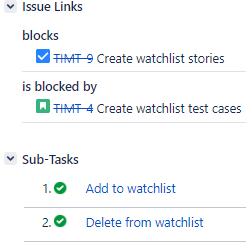 Issue Links
blocks
TIMT-9 Create watchlist stories
is blocked by
TIMT-4 Create watchlist test cases
Sub-Tasks
1. Add to watchlist
2. Delete from watchlist